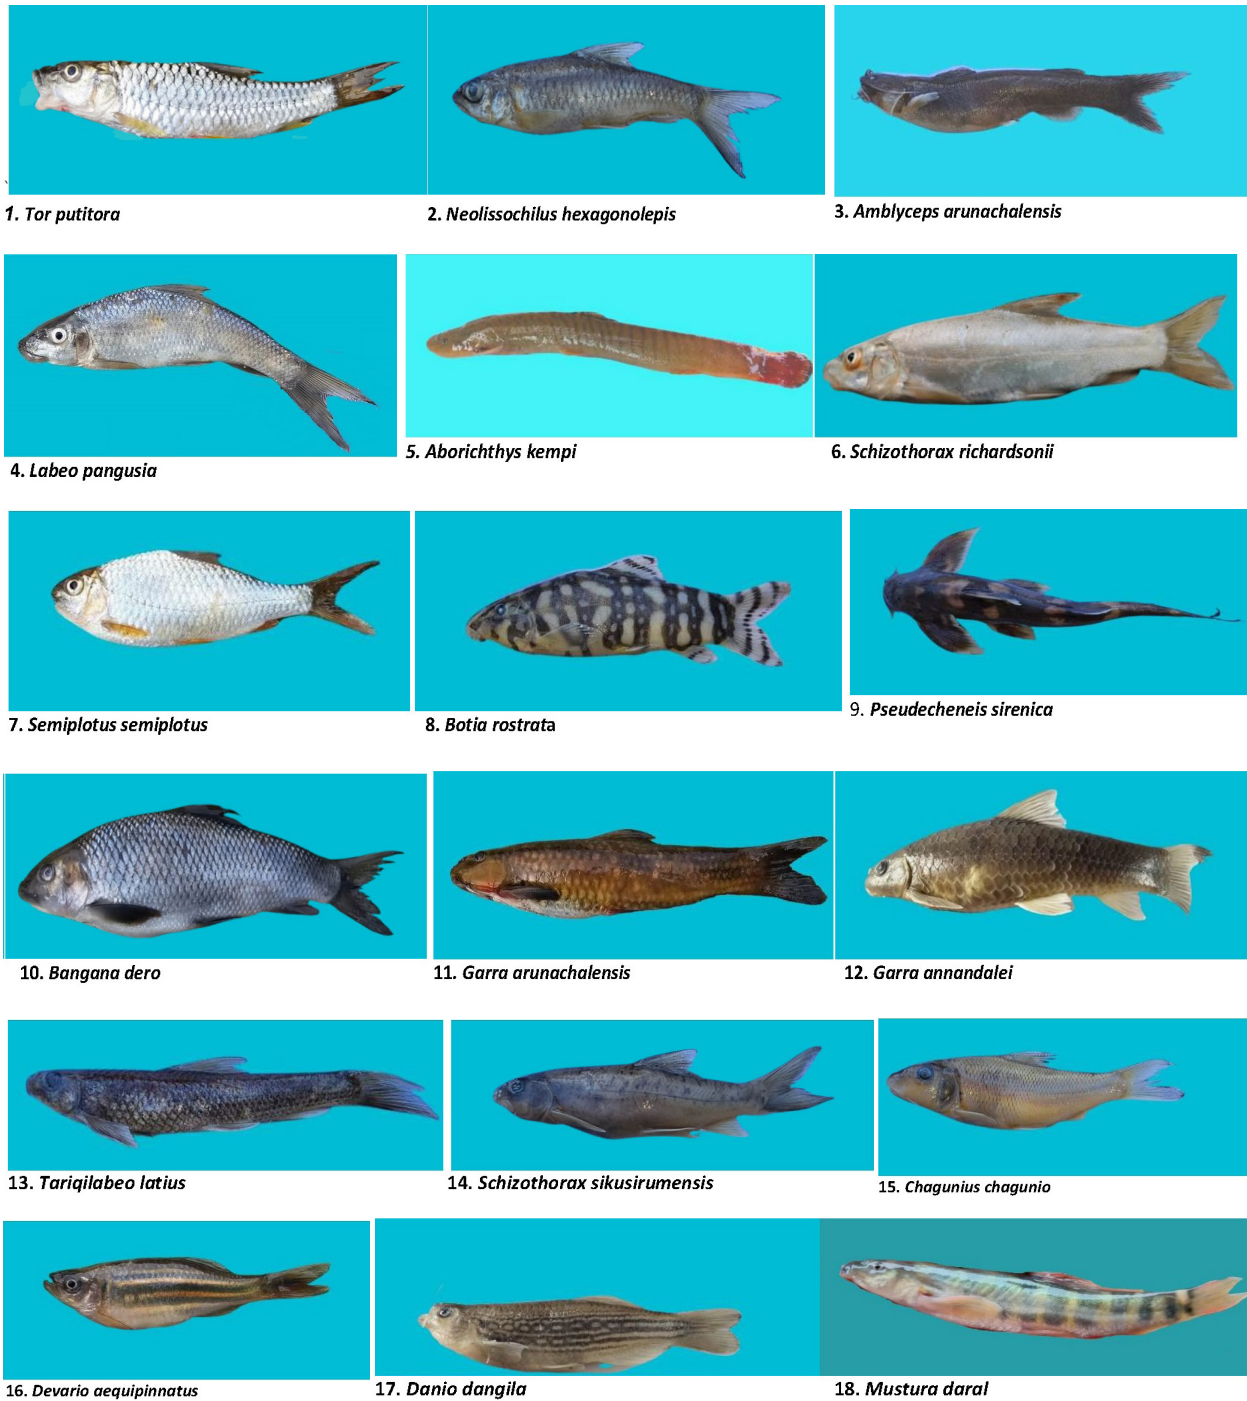 1. Tor putitora
2. Neolissochilus hexagonolepis
3. Amblyceps arunachalensis
4. Labeo pangusia
5. Aborichthys kempi
6. Schizothorax richardsonii
7. Semiplotus semiplotus
8. Botia rostrata
9. Pseudecheneis sirenica
10. Bangana dero
11. Garra arunachalensis
12. Garra annandalei
13. Tariqilabeo latius
14. Schizothorax sikusirumensis
15. Chagunius chagunio
16. Devario aequipinnatus
17. Danio dangila
18. Mustura daral